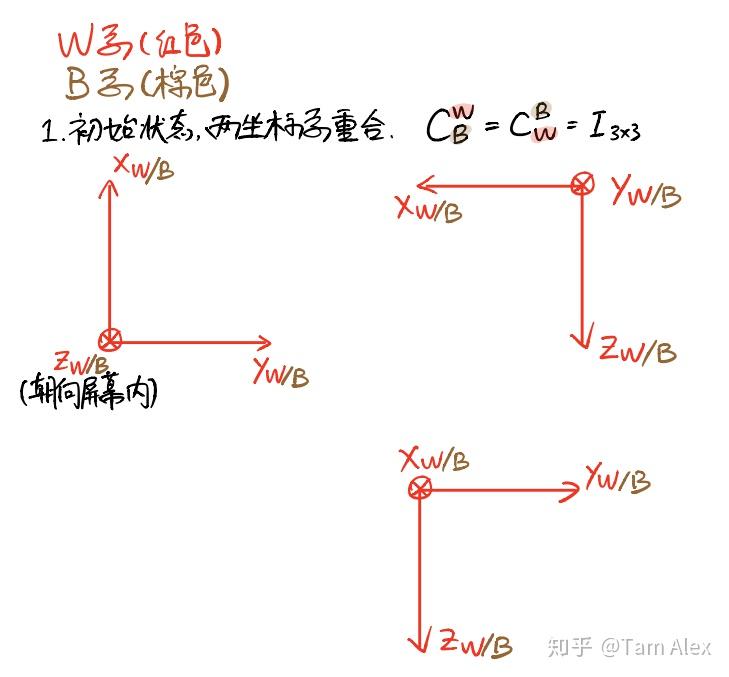 W系(红色)
B系(棕色)
1.初始状态,两坐标系重合. C_B^W = C_W^B = I_{3×3}
X_{W/B}
X_{W/B}
Y_{W/B}
Z_{W/B}
(朝向屏幕内)
Y_{W/B}
Z_{W/B}
X_{W/B}
Y_{W/B}
Z_{W/B}
知乎 @Tam Alex